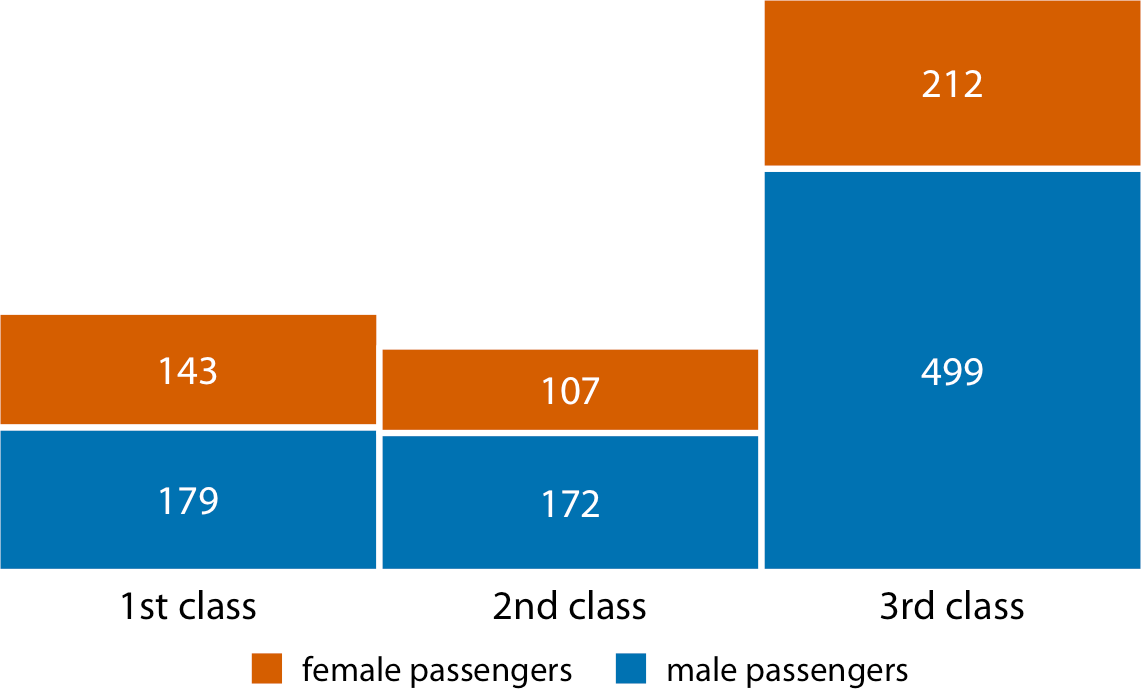 212
143
107
499
179
172
1st class
2nd class
3rd class
female passengers
male passengers